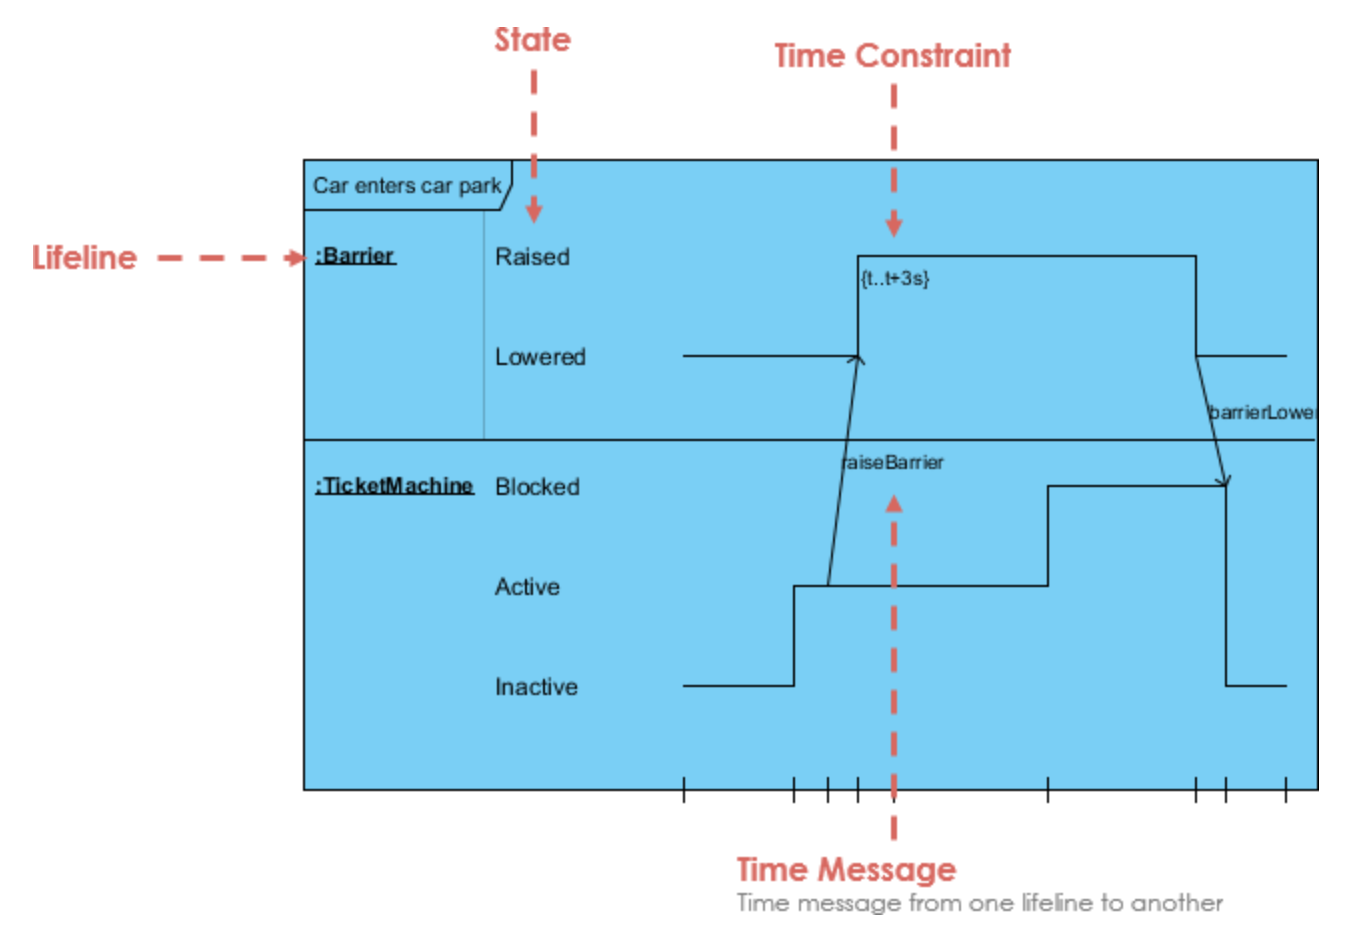 State
Time Constraint
Car enters car park
Lifeline
:Barrier
Raised
{t..t+3s}
Lowered
barrierLowe
raiseBarrier
:TicketMachine
Blocked
Active
Inactive
Time Message
Time message from one lifeline to another